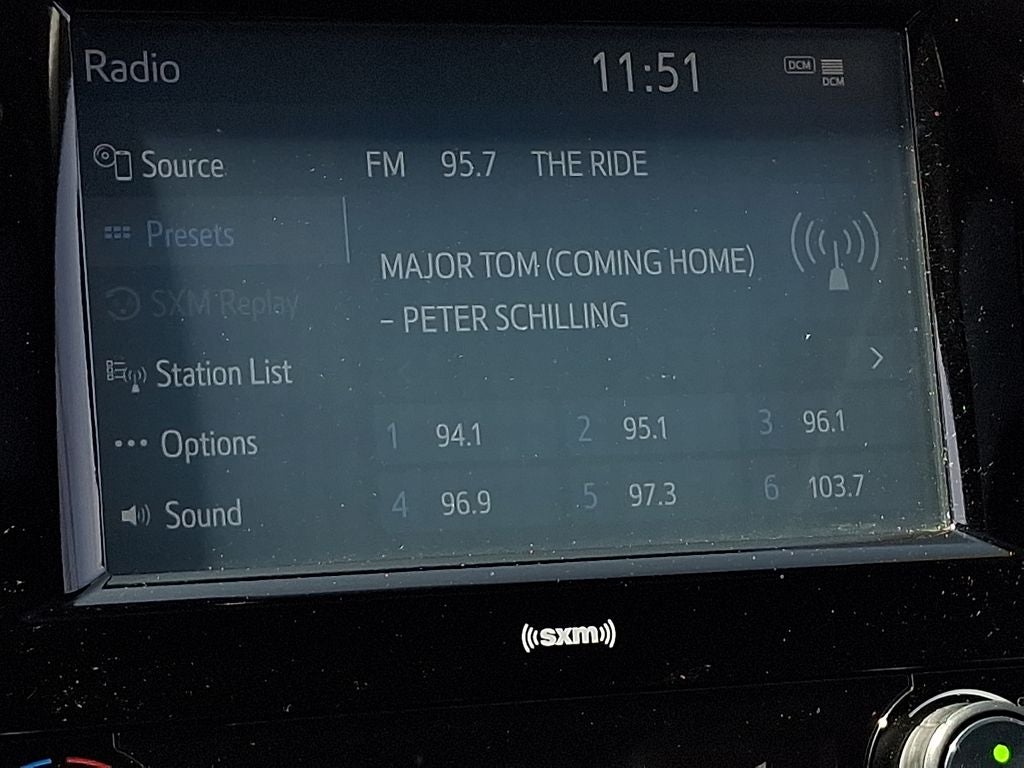 Radio 11:51 DCM
DCM
Source FM 95.7 THE RIDE
Presets
MAJOR TOM (COMING HOME)
SXM Replay
– PETER SCHILLING
Station List
1 94.1 2 95.1 3 96.1
Options
4 96.9 5 97.3 6 103.7
Sound
sxm